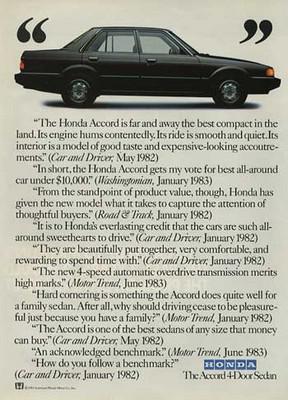 “ ”
“The Honda Accord is far and away the best compact in the
land. Its engine hums contentedly. Its ride is smooth and quiet. Its
interior is a model of good taste and expensive-looking accoutre-
ments.” (Car and Driver, May 1982)
“In short, the Honda Accord gets my vote for best all-around
car under $10,000.” (Washingtonian, January 1983)
“From the standpoint of product value, though, Honda has
given the new model what it takes to capture the attention of
thoughtful buyers.” (Road & Track, January 1982)
“It is to Honda’s everlasting credit that the cars are such all-
around sweethearts to drive.” (Car and Driver, January 1982)
“They are beautifully put together, very comfortable, and
rewarding to spend time with.” (Car and Driver, January 1982)
“The new 4-speed automatic overdrive transmission merits
high marks.” (Motor Trend, June 1983)
“Hard cornering is something the Accord does quite well for
a family sedan. After all, why should driving cease to be pleasure-
ful just because you have a family?” (Motor Trend, January 1982)
“The Accord is one of the best sedans of any size that money
can buy.” (Car and Driver, May 1982)
“An acknowledged benchmark.” (Motor Trend, June 1983)
“How do you follow a benchmark?”
(Car and Driver, January 1982)
HONDA
The Accord 4-Door Sedan